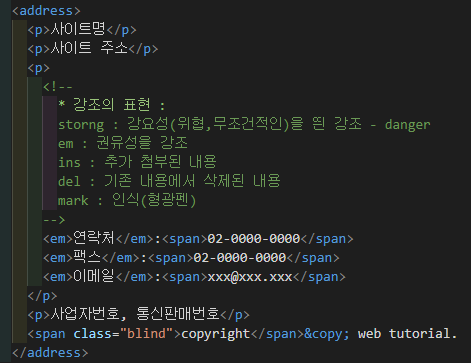 <address>
<p>사이트명</p>
<p>사이트 주소</p>
<p>
<!--
* 강조의 표현 :
storng : 강요성(위협,무조건적인)을 띈 강조 - danger
em : 권유성을 강조
ins : 추가 첨부된 내용
del : 기존 내용에서 삭제된 내용
mark : 인식(형광펜)
-->
<em>연락처</em>:<span>02-0000-0000</span>
<em>팩스</em>:<span>02-0000-0000</span>
<em>이메일</em>:<span>xxx@xxx.xxx</span>
</p>
<p>사업자번호, 통신판매번호</p>
<span class="blind">copyright</span>&copy; web tutorial.
</address>